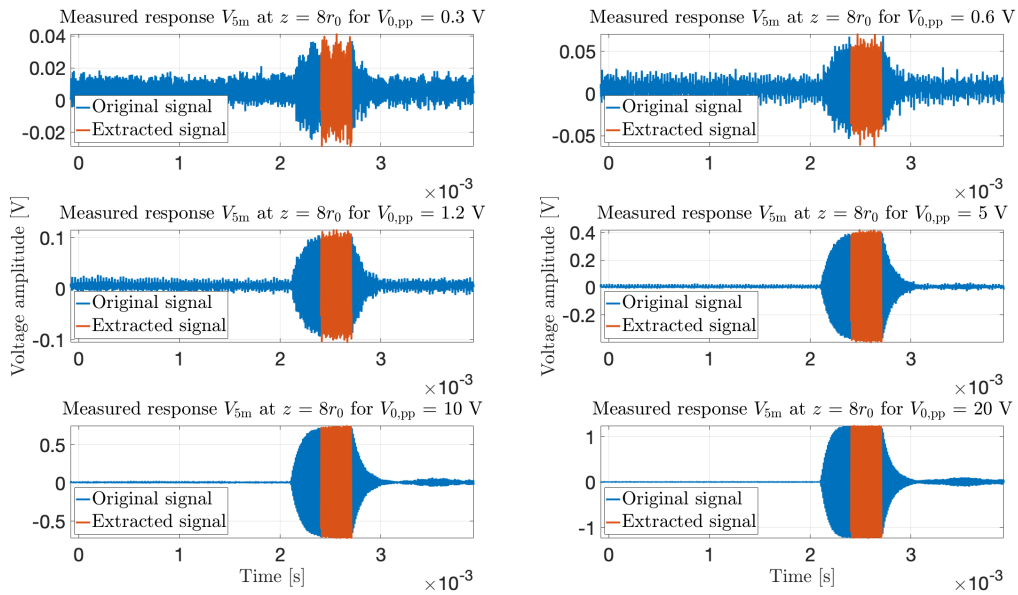 Measured response V5m at z = 8r0 for V0,pp = 0.3 V
0.04
0.02
0
-0.02
Original signal
Extracted signal
0 1 2 3
×10-3
Measured response V5m at z = 8r0 for V0,pp = 0.6 V
0.05
0
-0.05
Original signal
Extracted signal
0 1 2 3
×10-3
Voltage amplitude [V]
Measured response V5m at z = 8r0 for V0,pp = 1.2 V
0.1
0
-0.1
Original signal
Extracted signal
0 1 2 3
×10-3
Voltage amplitude [V]
Measured response V5m at z = 8r0 for V0,pp = 5 V
0.4
0.2
0
-0.2
Original signal
Extracted signal
0 1 2 3
×10-3
Measured response V5m at z = 8r0 for V0,pp = 10 V
0.5
0
-0.5
Original signal
Extracted signal
0 1 2 3
Time [s]
×10-3
Measured response V5m at z = 8r0 for V0,pp = 20 V
1
0
-1
Original signal
Extracted signal
0 1 2 3
Time [s]
×10-3